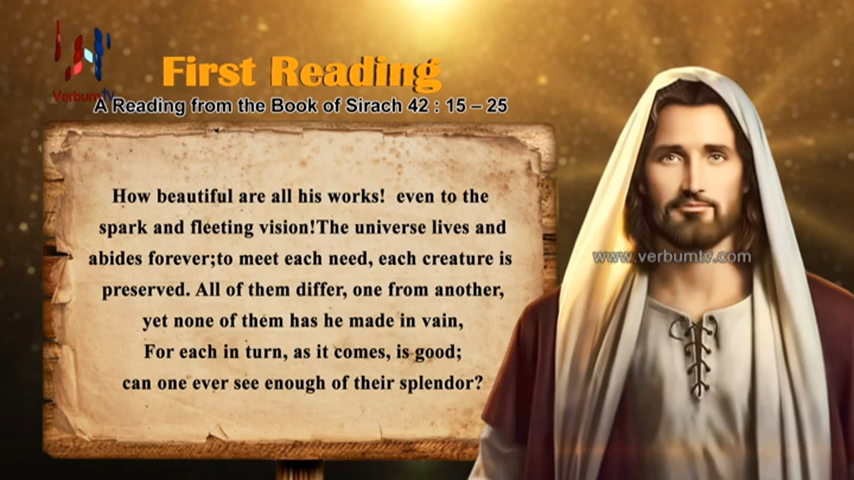 VerbumTV
First Reading
A Reading from the Book of Sirach 42 : 15 – 25
How beautiful are all his works!  even to the
spark and fleeting vision!The universe lives and
abides forever;to meet each need, each creature is
preserved. All of them differ, one from another,
yet none of them has he made in vain,
For each in turn, as it comes, is good;
can one ever see enough of their splendor?
www.verbumtv.com